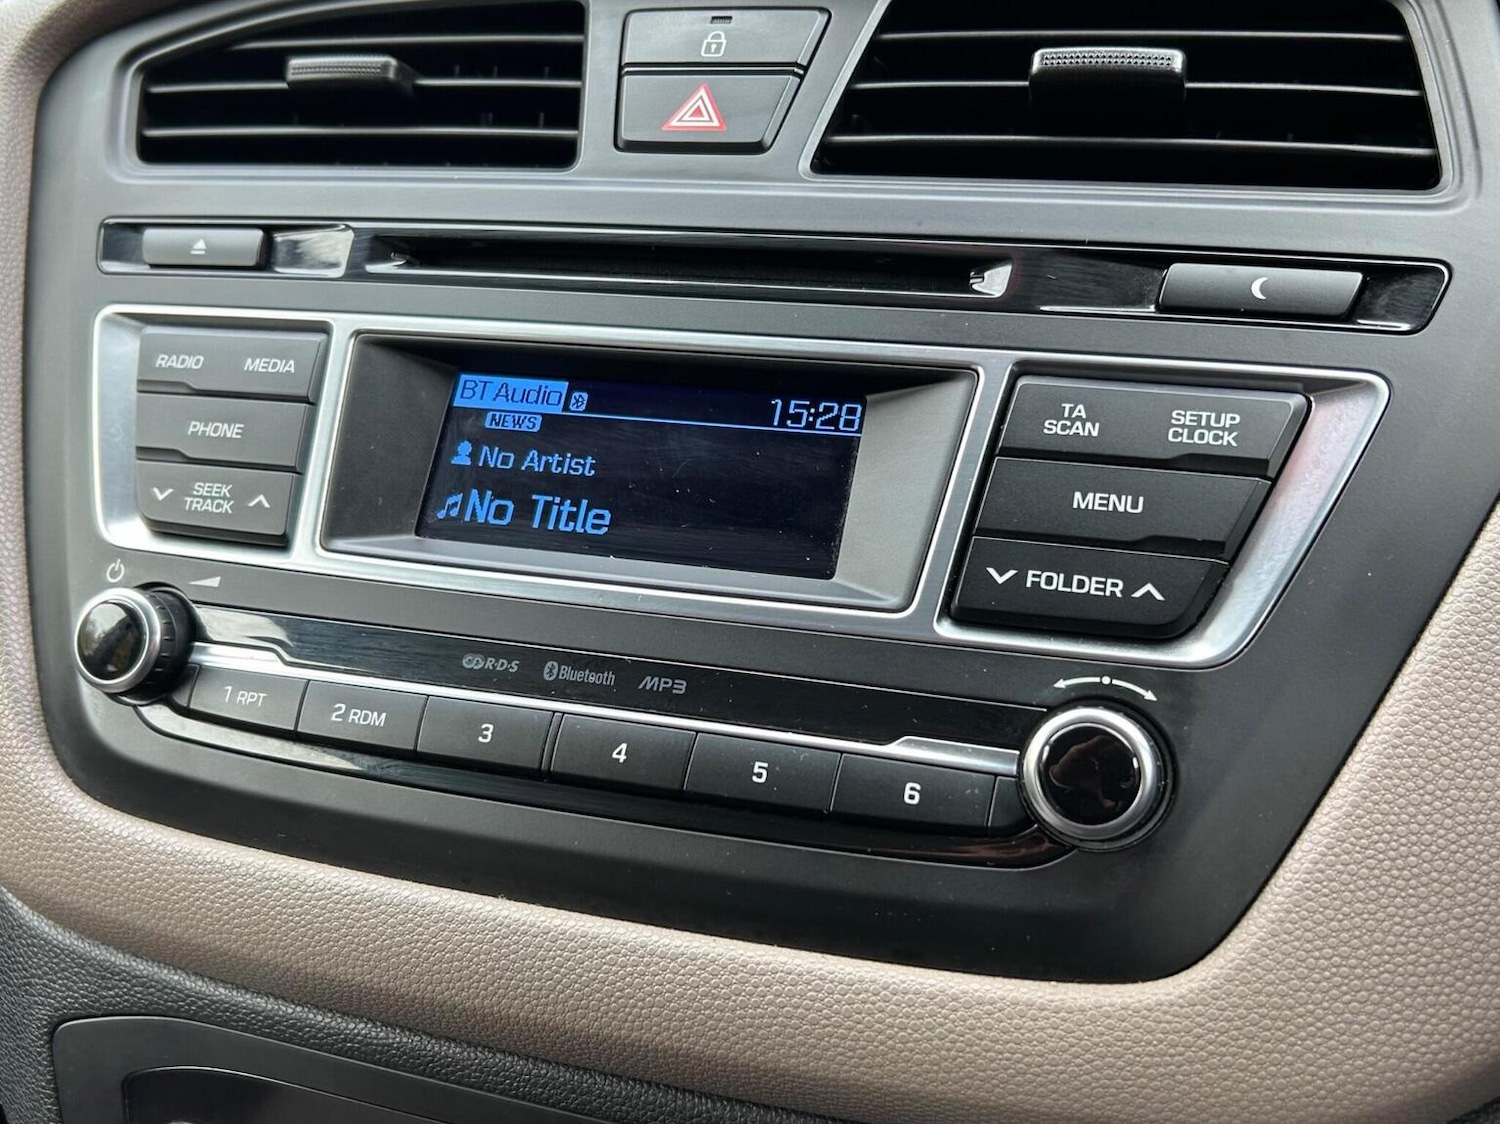 RADIO MEDIA
PHONE
SEEK
TRACK
BT Audio 15:28
NEWS
No Artist
No Title
TA
SCAN
SETUP
CLOCK
MENU
FOLDER
R·D·S Bluetooth MP3
1 RPT 2 RDM 3 4 5 6